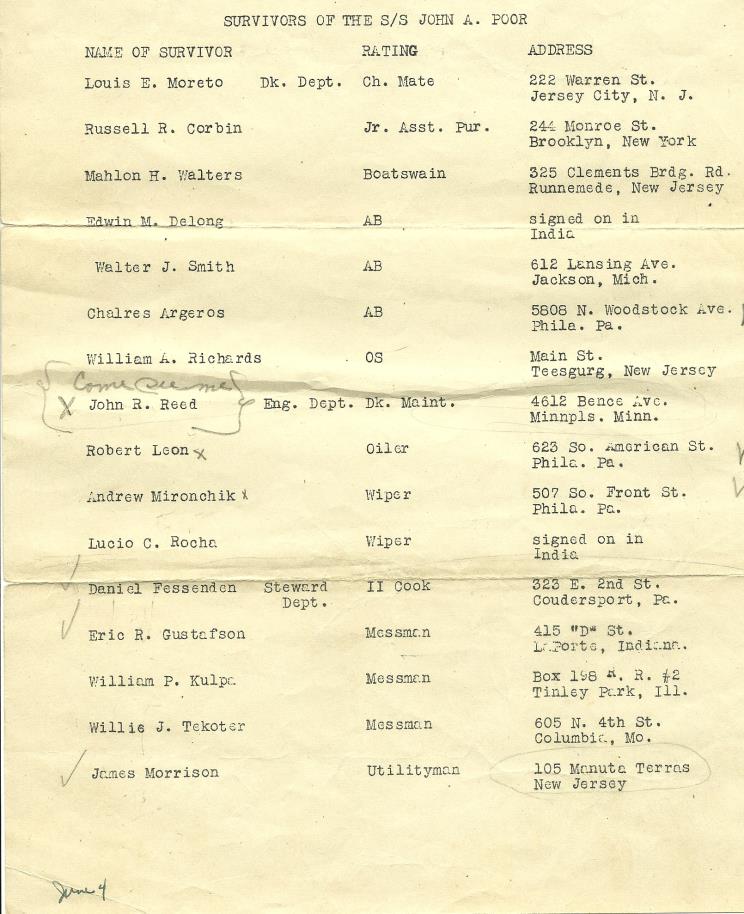 SURVIVORS OF THE S/S JOHN A. POOR
NAME OF SURVIVOR RATING ADDRESS
Louis E. Moreto Dk. Dept. Ch. Mate 222 Warren St.
Jersey City, N. J.
Russell R. Corbin Jr. Asst. Pur. 244 Monroe St.
Brooklyn, New York
Mahlon H. Walters Boatswain 325 Clements Brdg. Rd.
Runnemede, New Jersey
Edwin M. Delong AB signed on in
India
Walter J. Smith AB 612 Lansing Ave.
Jackson, Mich.
Chalres Argeros AB 5808 N. Woodstock Ave.
Phila. Pa.
William A. Richards OS Main St.
Teesgurg, New Jersey
Come see me
X John R. Reed Eng. Dept. Dk. Maint. 4612 Bence Ave.
Minnpls. Minn.
Robert Leon x Oiler 623 So. American St.
Phila. Pa.
Andrew Mironchik x Wiper 507 So. Front St.
Phila. Pa.
Lucio C. Rocha Wiper signed on in
India
Daniel Fessenden Steward II Cook 323 E. 2nd St.
Dept. Coudersport, Pa.
Eric R. Gustafson Messman 415 "D" St.
LaPorte, Indiana.
William P. Kulpa Messman Box 198 R. R. #2
Tinley Park, Ill.
Willie J. Tekoter Messman 605 N. 4th St.
Columbia, Mo.
James Morrison Utilityman 105 Manuta Terras
New Jersey
June 4